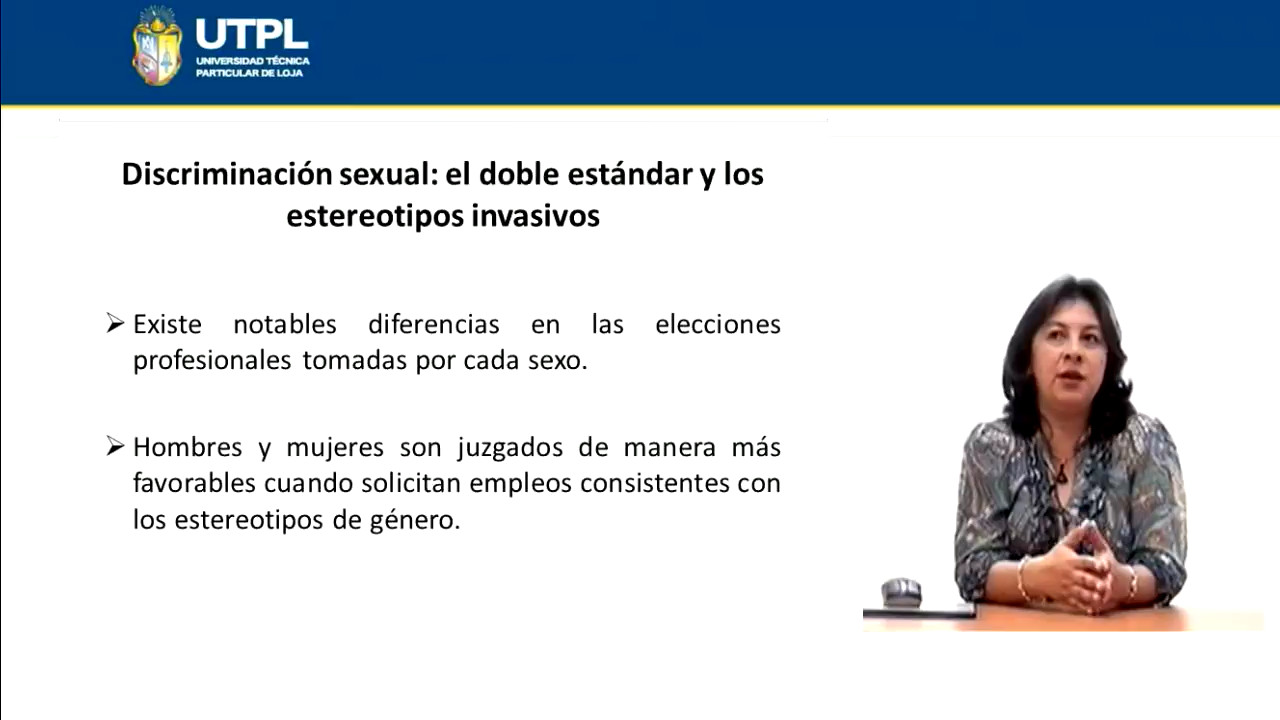 UTPL
UNIVERSIDAD TÉCNICA
PARTICULAR DE LOJA
Discriminación sexual: el doble estándar y los
estereotipos invasivos
Existe notables diferencias en las elecciones
profesionales tomadas por cada sexo.
Hombres y mujeres son juzgados de manera más
favorables cuando solicitan empleos consistentes con
los estereotipos de género.